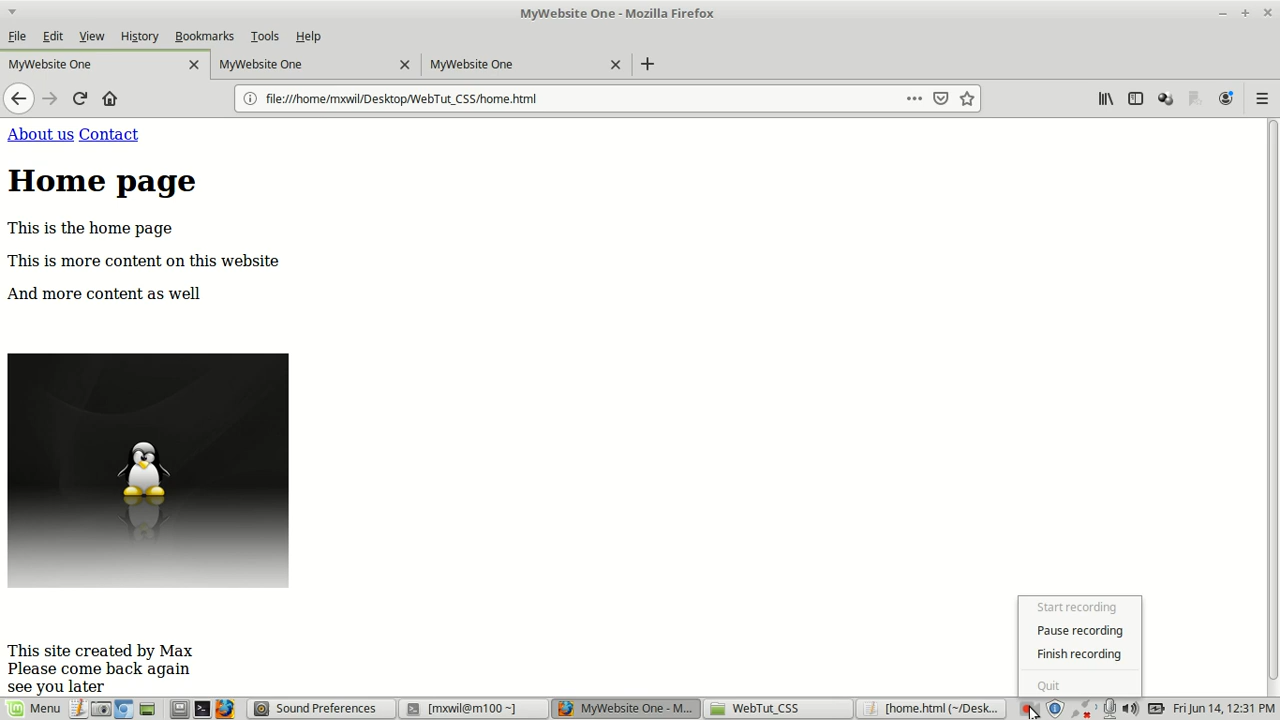 MyWebsite One - Mozilla Firefox
File Edit View History Bookmarks Tools Help
MyWebsite One MyWebsite One MyWebsite One
file:///home/mxwil/Desktop/WebTut_CSS/home.html
About us Contact
Home page
This is the home page
This is more content on this website
And more content as well
This site created by Max
Please come back again
see you later
Start recording
Pause recording
Finish recording
Quit
Menu Sound Preferences [mxwil@m100 ~] MyWebsite One - M... WebTut_CSS [home.html (~/Desk... Fri Jun 14, 12:31 PM